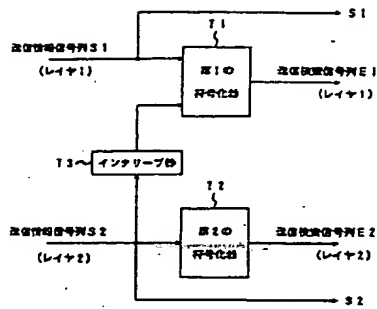 S1
T1
送信情報信号列S1
(レイヤ1)
第1の
符号化器
送信検査信号列E1
(レイヤ1)
T3
インタリーブ器
T2
送信情報信号列S2
(レイヤ2)
第2の
符号化器
送信検査信号列E2
(レイヤ2)
S2